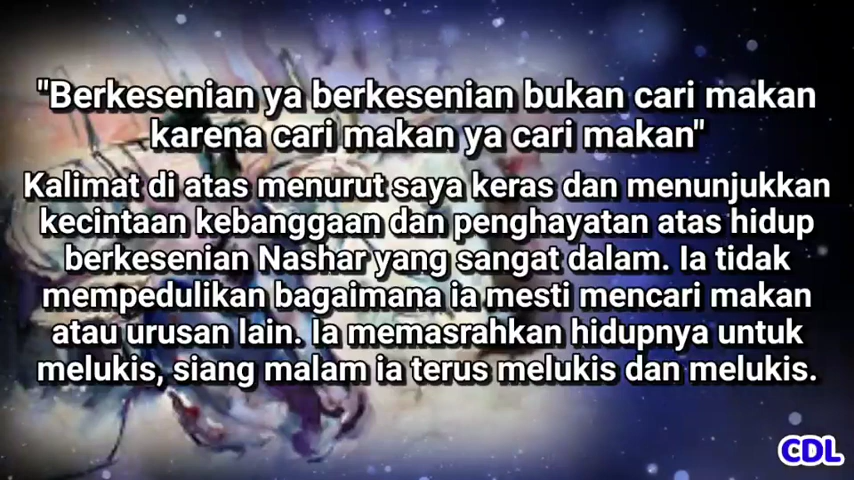 "Berkesenian ya berkesenian bukan cari makan
karena cari makan ya cari makan"
Kalimat di atas menurut saya keras dan menunjukkan
kecintaan kebanggaan dan penghayatan atas hidup
berkesenian Nashar yang sangat dalam. Ia tidak
mempedulikan bagaimana ia mesti mencari makan
atau urusan lain. Ia memasrahkan hidupnya untuk
melukis, siang malam ia terus melukis dan melukis.
CDL